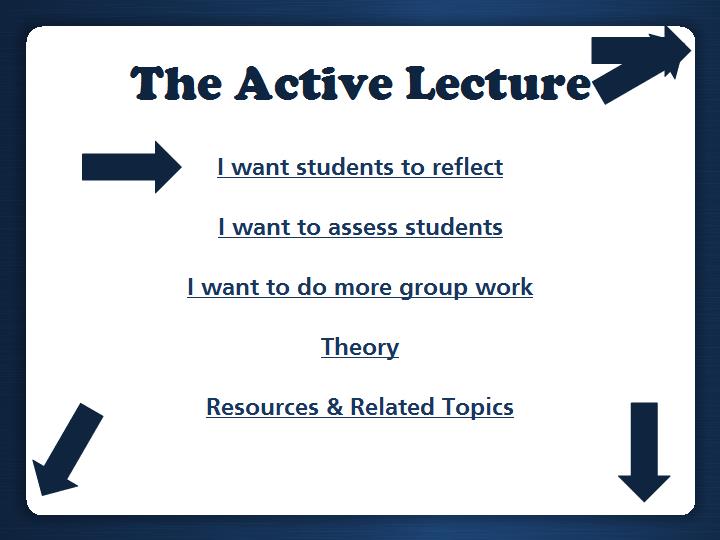 The Active Lecture
I want students to reflect
I want to assess students
I want to do more group work
Theory
Resources & Related Topics